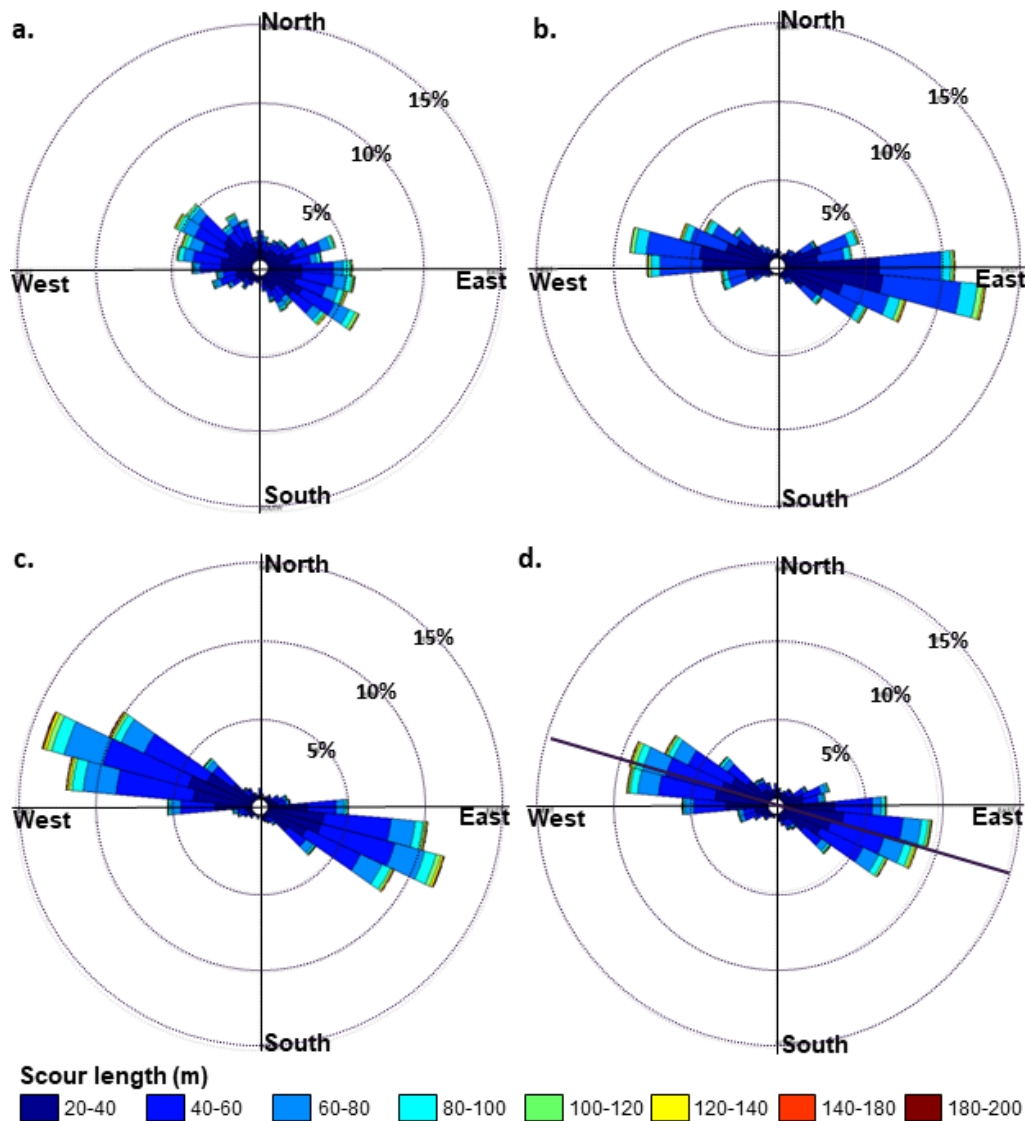 a.
North
15%
10%
5%
West
East
South
b.
North
15%
10%
5%
West
East
South
c.
North
15%
10%
5%
West
East
South
d.
North
15%
10%
5%
West
East
South
Scour length (m)
20-40 40-60 60-80 80-100 100-120 120-140 140-180 180-200